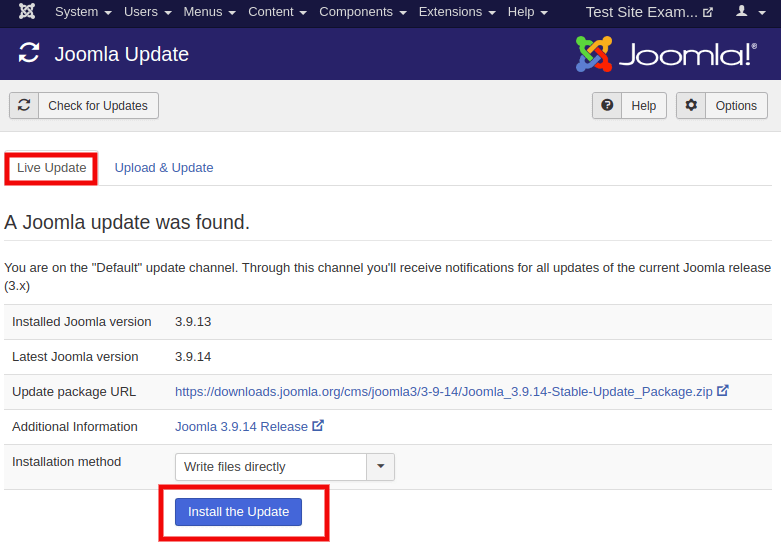 System Users Menus Content Components Extensions Help Test Site Exam...
Joomla Update Joomla!®
Check for Updates Help Options
Live Update Upload & Update
A Joomla update was found.
You are on the "Default" update channel. Through this channel you'll receive notifications for all updates of the current Joomla release
(3.x)
Installed Joomla version 3.9.13
Latest Joomla version 3.9.14
Update package URL https://downloads.joomla.org/cms/joomla3/3-9-14/Joomla_3.9.14-Stable-Update_Package.zip
Additional Information Joomla 3.9.14 Release
Installation method Write files directly
Install the Update